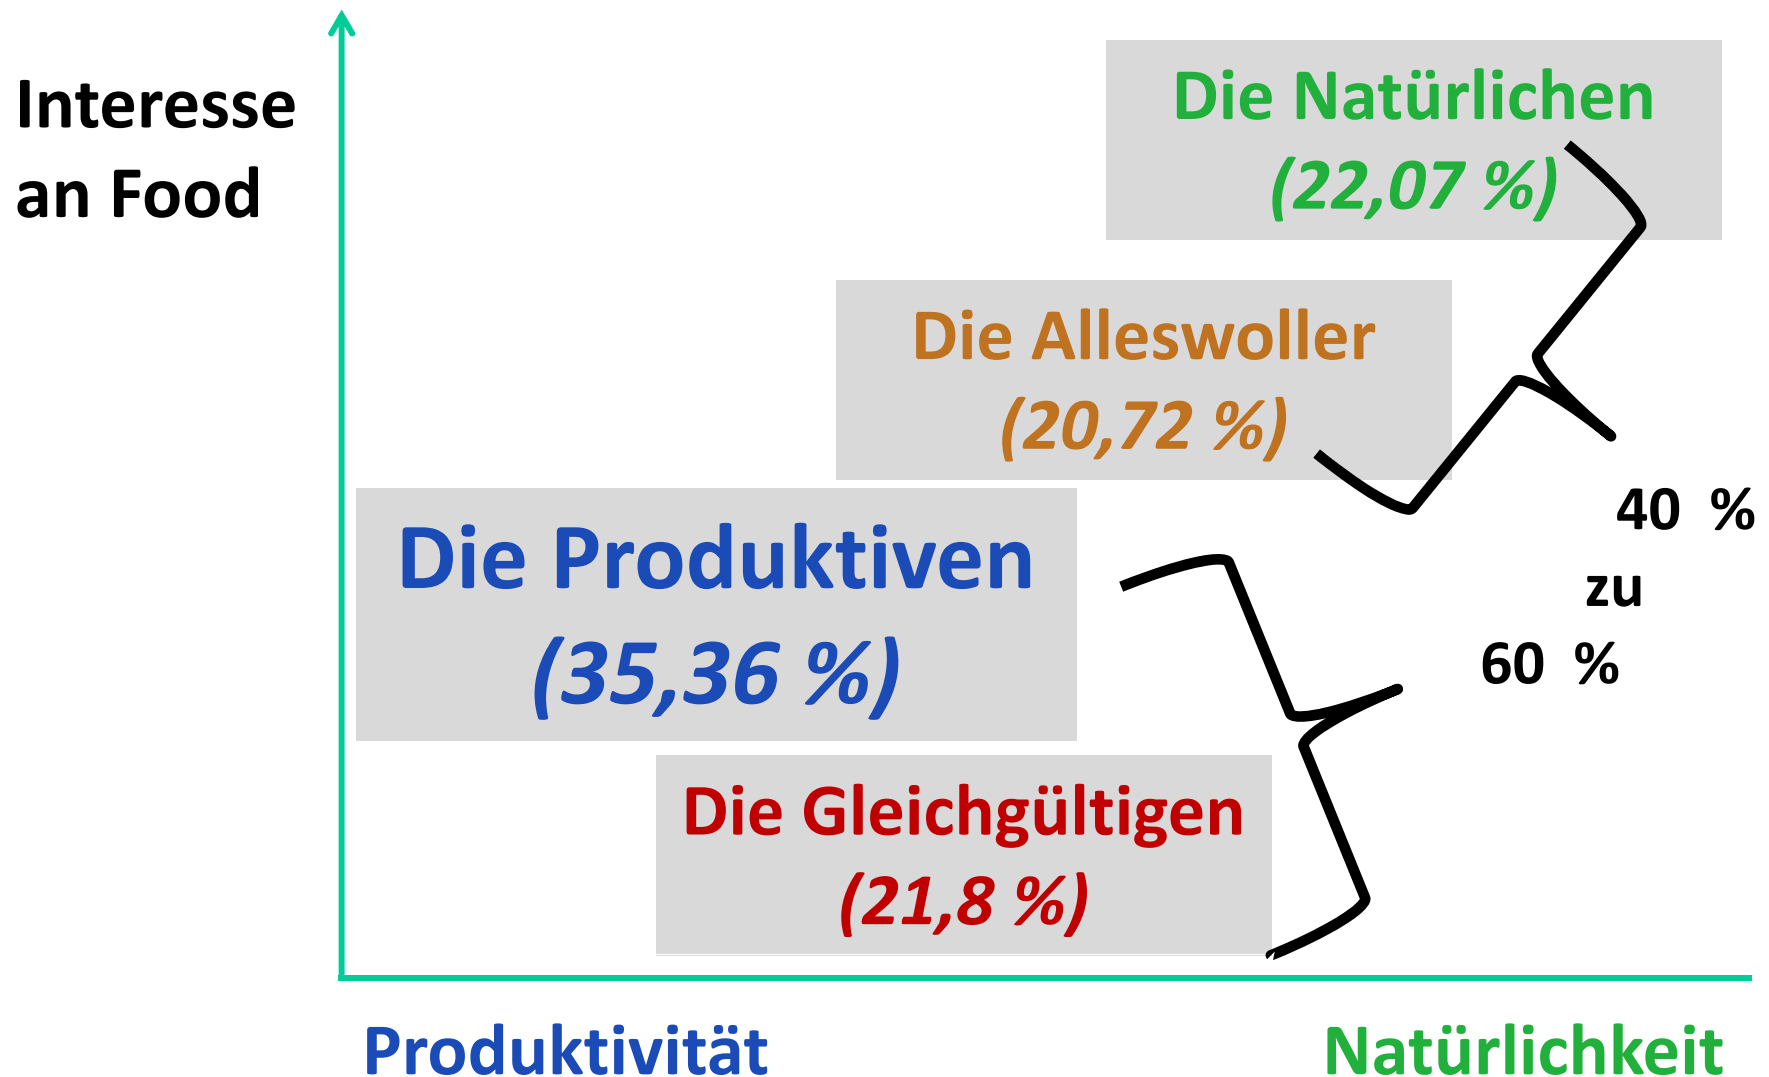 Interesse
an Food
Die Natürlichen
(22,07 %)
Die Alleswoller
(20,72 %)
Die Produktiven
(35,36 %)
Die Gleichgültigen
(21,8 %)
40 %
zu
60 %
Produktivität
Natürlichkeit